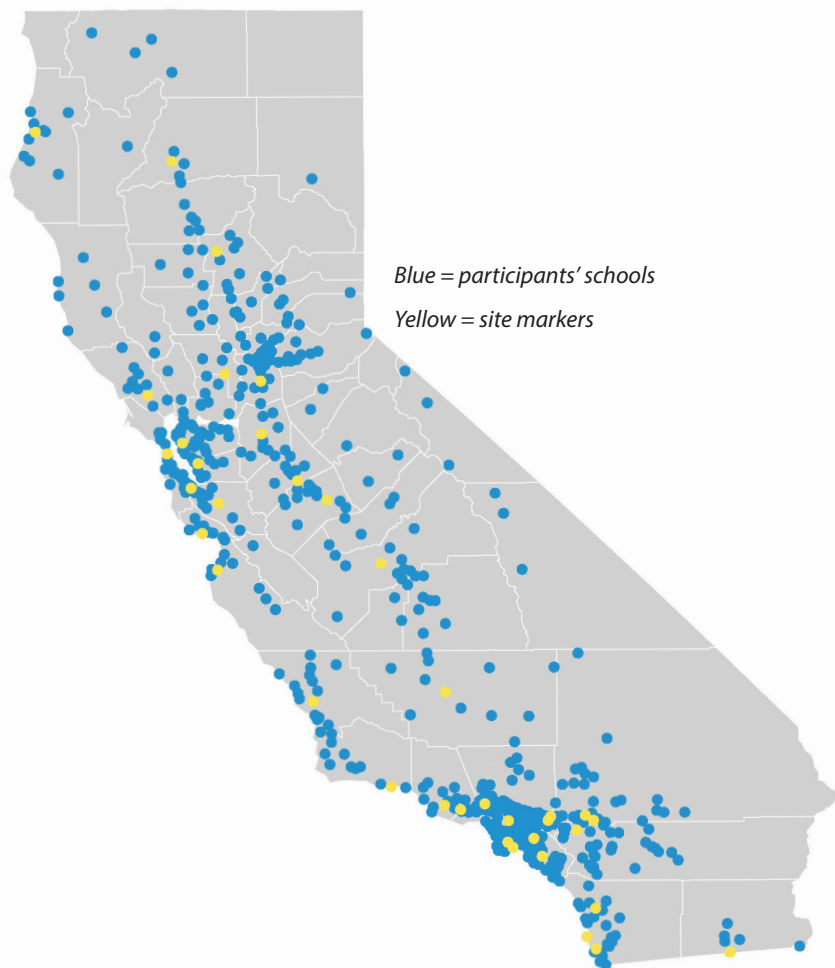 Blue = participants’ schools
Yellow = site markers